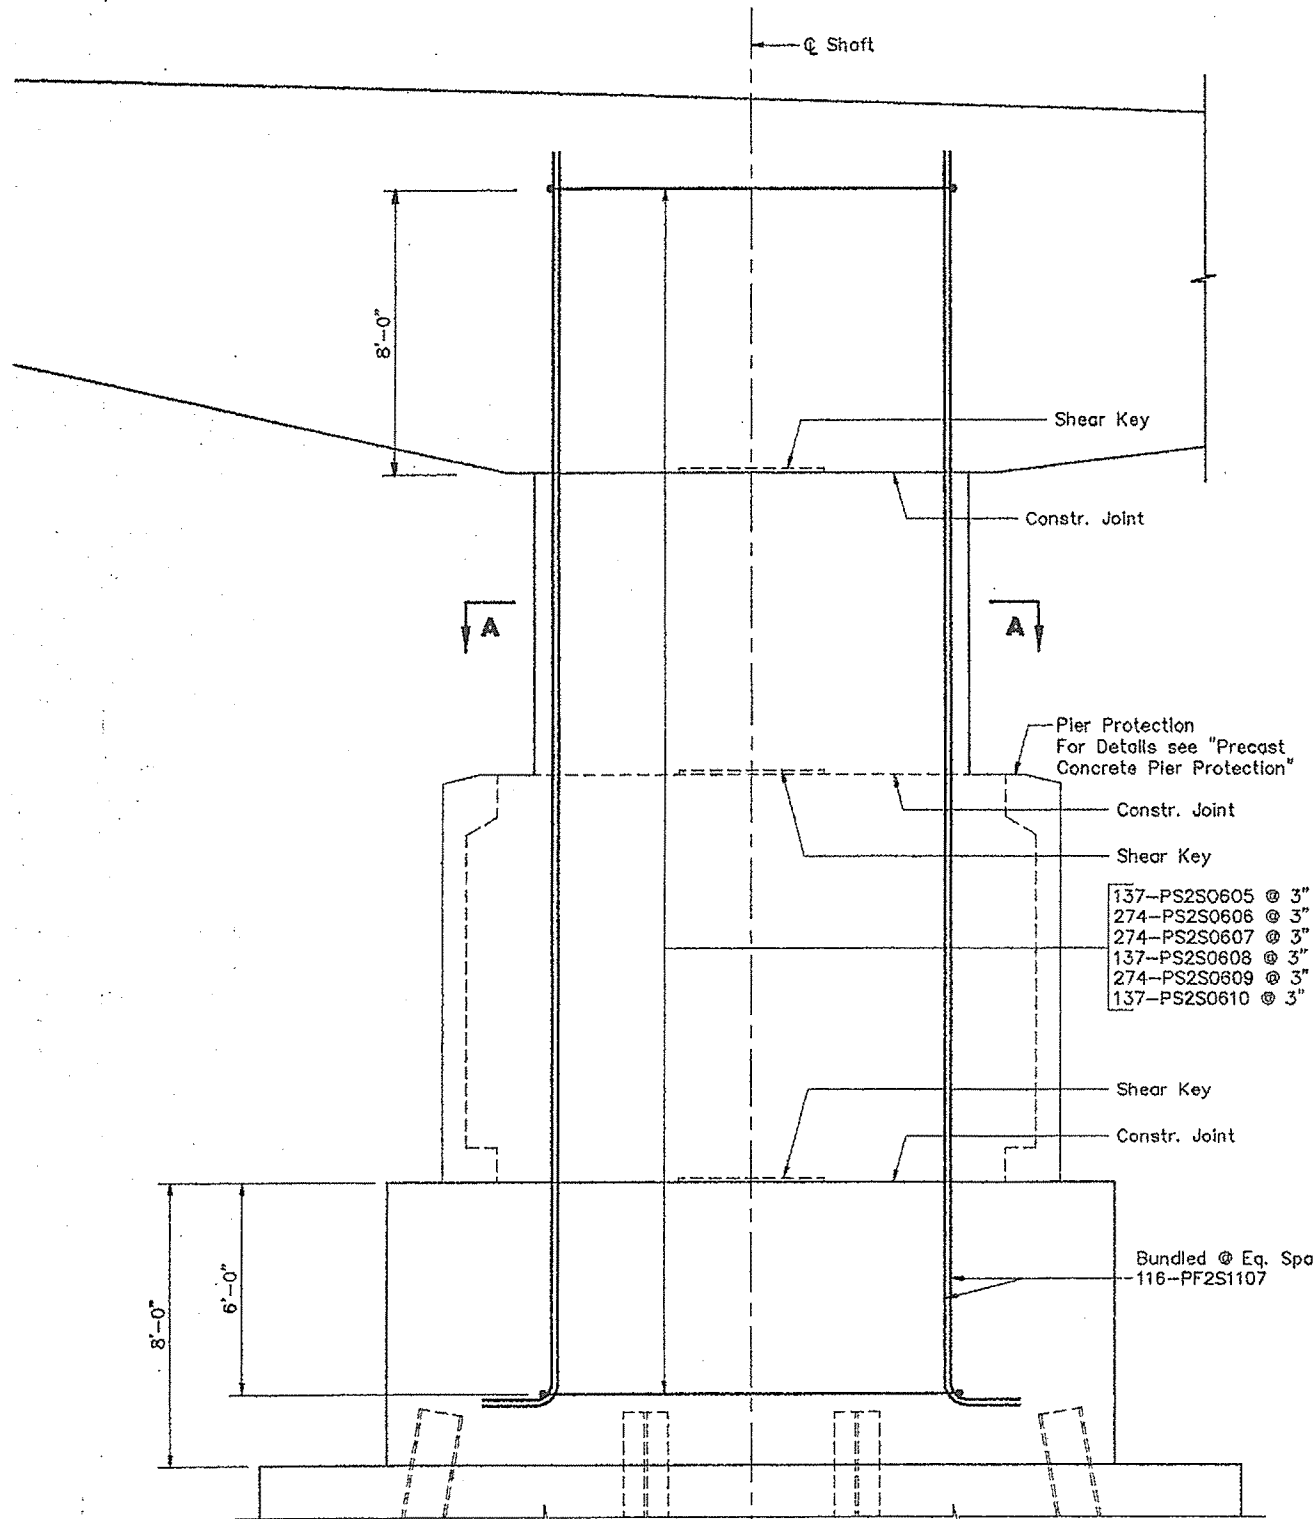 ℄ Shaft
8'-0"
Shear Key
Constr. Joint
A
A
Pier Protection
For Details see "Precast
Concrete Pier Protection"
Constr. Joint
Shear Key
137-PS2S0605 @ 3"
274-PS2S0606 @ 3"
274-PS2S0607 @ 3"
137-PS2S0608 @ 3"
274-PS2S0609 @ 3"
137-PS2S0610 @ 3"
Shear Key
Constr. Joint
8'-0"
6'-0"
Bundled @ Eq. Spa
116-PF2S1107